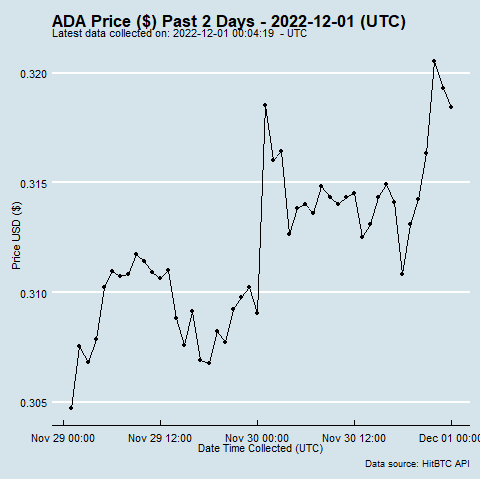 ADA Price ($) Past 2 Days - 2022-12-01 (UTC)
Latest data collected on: 2022-12-01 00:04:19 - UTC
0.320
0.315
0.310
0.305
Price USD ($)
Nov 29 00:00 Nov 29 12:00 Nov 30 00:00 Nov 30 12:00 Dec 01 00:00
Date Time Collected (UTC)
Data source: HitBTC API